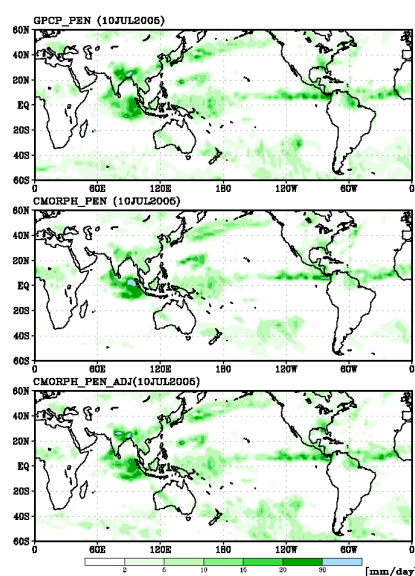 GPCP_PEN (10JUL2005)
60N
40N
20N
EQ
20S
40S
60S
0 60E 120E 180 120W 60W 0
CMORPH_PEN (10JUL2005)
60N
40N
20N
EQ
20S
40S
60S
0 60E 120E 180 120W 60W 0
CMORPH_PEN_ADJ(10JUL2005)
60N
40N
20N
EQ
20S
40S
60S
0 60E 120E 180 120W 60W 0
2 5 10 15 20 30 [mm/day